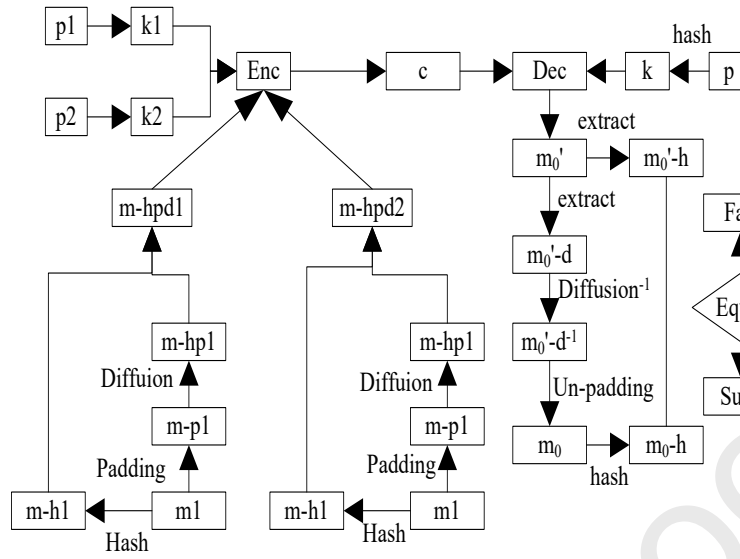 p1
k1
hash
Enc
c
Dec
k
p
p2
k2
extract
m0'
m0'-h
extract
m-hpd1
m-hpd2
m0'-d
Diffusion-1
m-hp1
m-hp1
m0'-d-1
Diffuion
Diffuion
Un-padding
m-p1
m-p1
m0
m0-h
Padding
Padding
hash
m-h1
m1
m-h1
m1
Hash
Hash